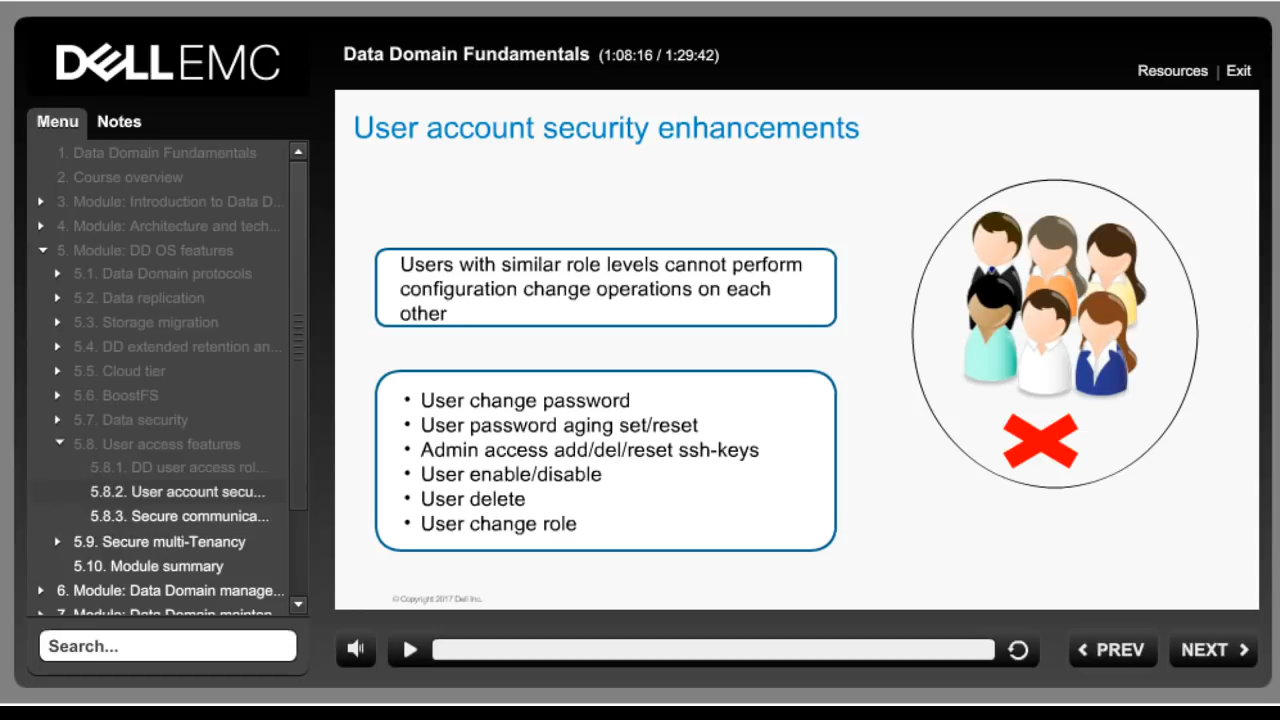 DELLEMC
Data Domain Fundamentals (1:08:16 / 1:29:42)
Resources | Exit
Menu Notes
1. Data Domain Fundamentals
2. Course overview
3. Module: Introduction to Data D...
4. Module: Architecture and tech...
5. Module: DD OS features
5.1. Data Domain protocols
5.2. Data replication
5.3. Storage migration
5.4. DD extended retention an...
5.5. Cloud tier
5.6. BoostFS
5.7. Data security
5.8. User access features
5.8.1. DD user access rol...
5.8.2. User account secu...
5.8.3. Secure communica...
5.9. Secure multi-Tenancy
5.10. Module summary
6. Module: Data Domain manage...
7. Module: Data Domain mainten...
Search...
User account security enhancements
Users with similar role levels cannot perform
configuration change operations on each
other
• User change password
• User password aging set/reset
• Admin access add/del/reset ssh-keys
• User enable/disable
• User delete
• User change role
© Copyright 2017 Dell Inc.
PREV
NEXT